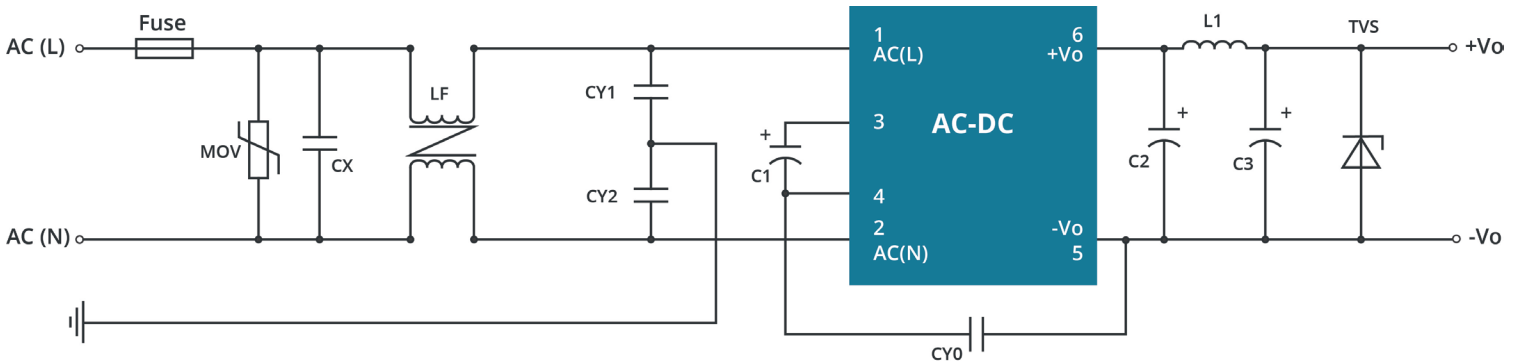 Fuse
AC (L)
MOV
CX
LF
CY1
CY2
AC (N)
+
C1
1
AC(L)
3
4
2
AC(N)
AC-DC
6
+Vo
-Vo
5
CY0
L1
+
C2
+
C3
TVS
+Vo
-Vo